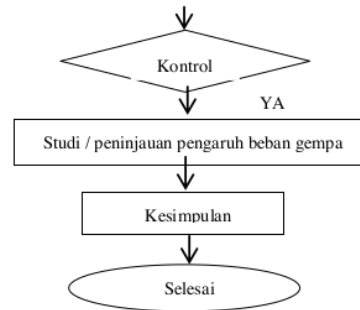 Kontrol
YA
Studi / peninjauan pengaruh beban gempa
Kesimpulan
Selesai